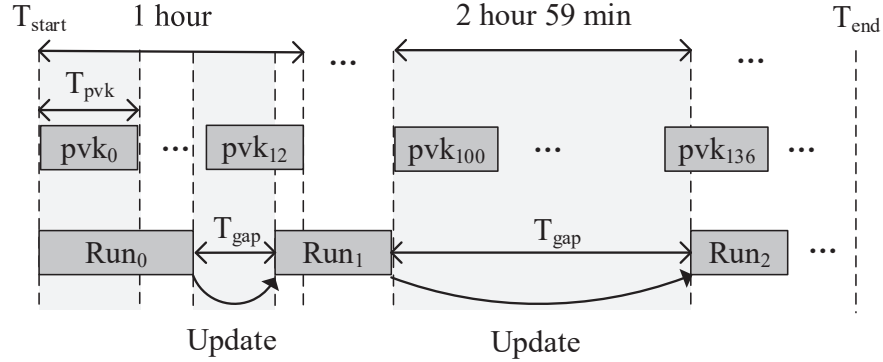 T_start 1 hour 2 hour 59 min T_end
... ...
T_pvk
pvk_0 ... pvk_12 pvk_100 ... pvk_136 ...
T_gap T_gap
Run_0 Run_1 Run_2 ...
Update Update